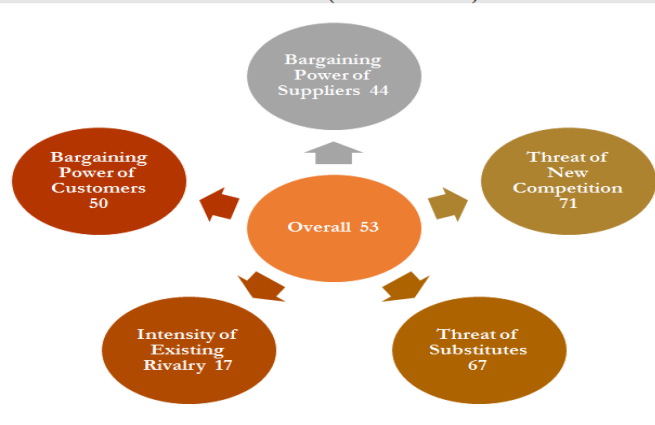 Bargaining
Power of
Suppliers 44
Bargaining
Power of
Customers
50
Threat of
New
Competition
71
Overall 53
Intensity of
Existing
Rivalry 17
Threat of
Substitutes
67